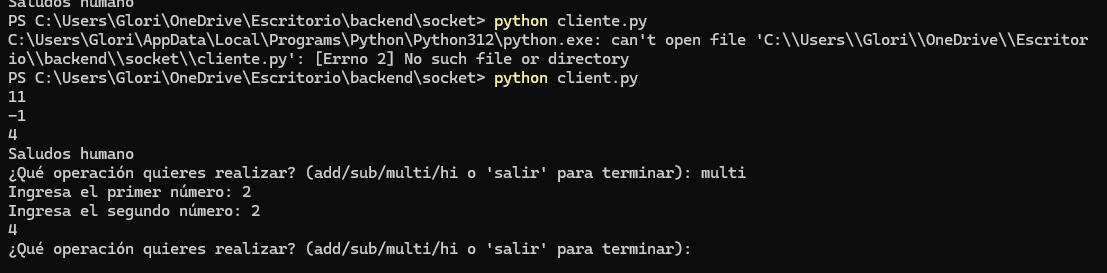 Saludos humano
PS C:\Users\Glori\OneDrive\Escritorio\backend\socket> python cliente.py
C:\Users\Glori\AppData\Local\Programs\Python\Python312\python.exe: can't open file 'C:\\Users\\Glori\\OneDrive\\Escritor
io\\backend\\socket\\cliente.py': [Errno 2] No such file or directory
PS C:\Users\Glori\OneDrive\Escritorio\backend\socket> python client.py
11
-1
4
Saludos humano
¿Qué operación quieres realizar? (add/sub/multi/hi o 'salir' para terminar): multi
Ingresa el primer número: 2
Ingresa el segundo número: 2
4
¿Qué operación quieres realizar? (add/sub/multi/hi o 'salir' para terminar):